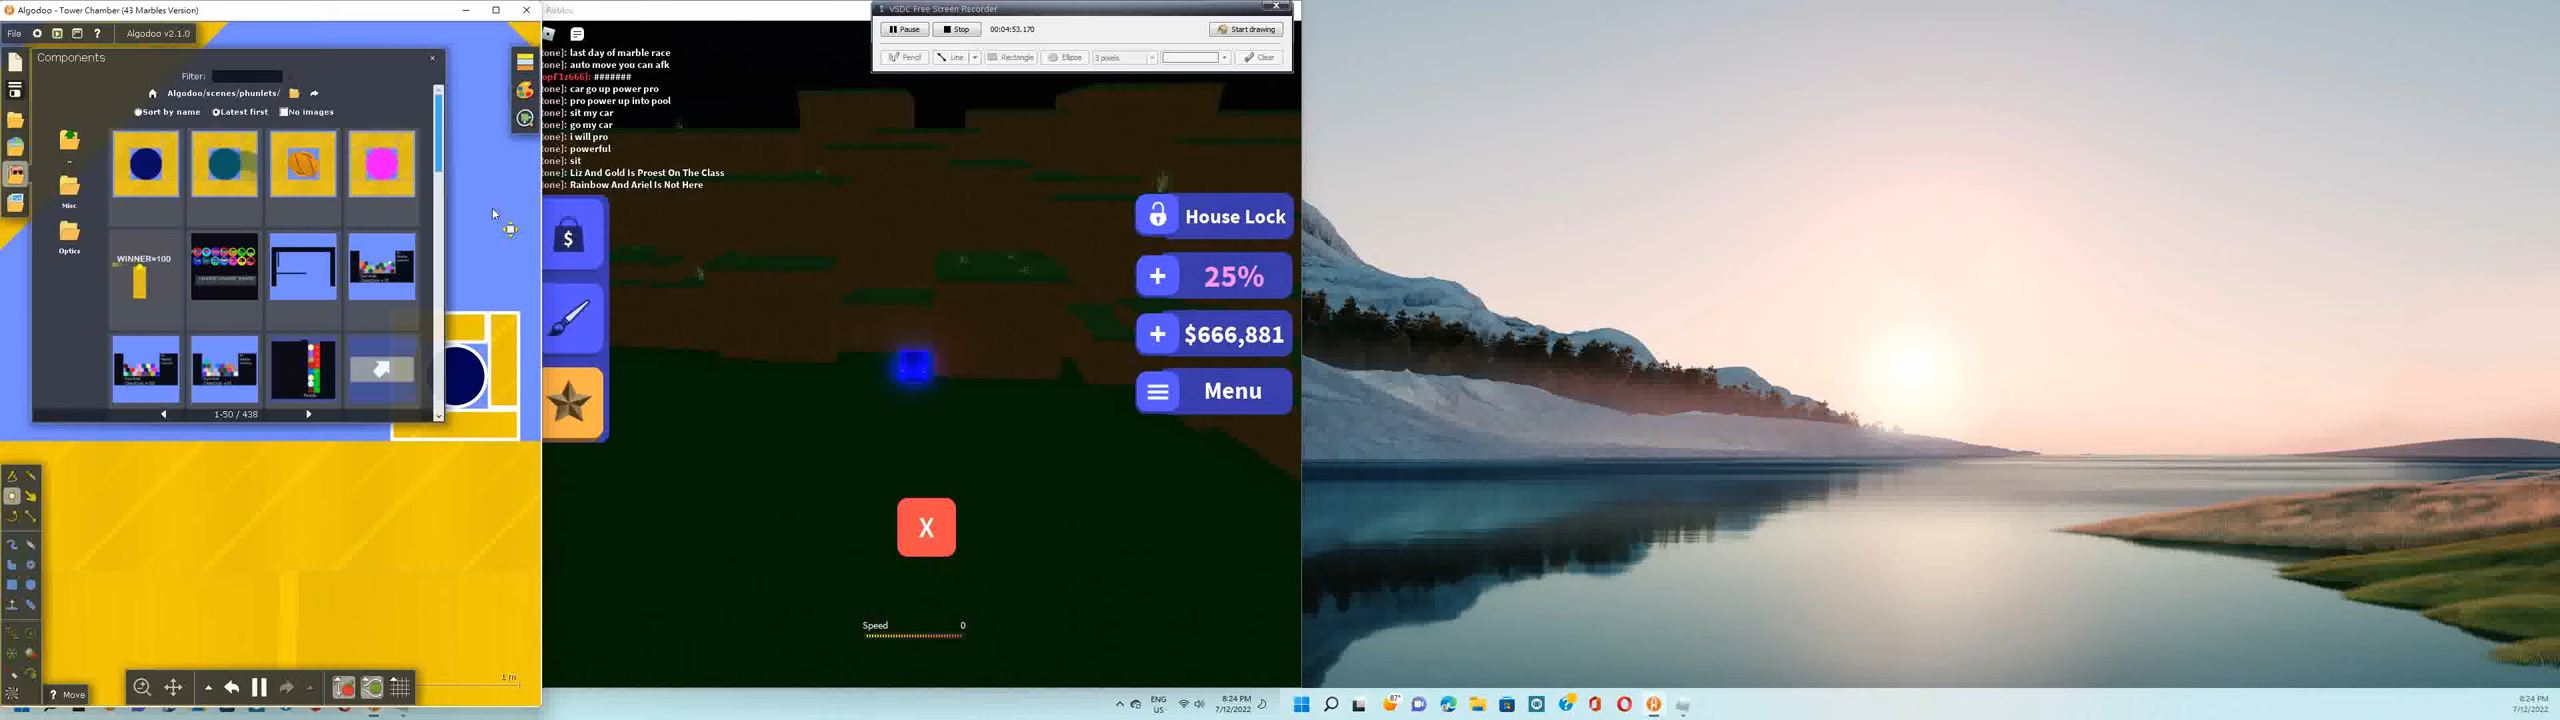 Algodoo - Tower Chamber (43 Marbles Version)
File
?
Algodoo v2.1.0
Components
Filter:
Algodoo/scenes/phunlets/
Sort by name
Latest first
No images
..
Misc
Optics
WINNER=100
1-50 / 438
1 m
? Move
Roblox
VSDC Free Screen Recorder
Pause
Stop
00:04:53.170
Start drawing
Pencil
Line
Rectangle
Ellipse
3 pixels
Clear
tone]: last day of marble race
tone]: auto move you can afk
opf1z666]: #######
tone]: car go up power pro
tone]: pro power up into pool
tone]: sit my car
tone]: go my car
tone]: i will pro
tone]: powerful
tone]: sit
tone]: Liz And Gold Is Proest On The Class
tone]: Rainbow And Ariel Is Not Here
$
House Lock
+ 25%
+ $666,881
Menu
X
Speed 0
ENG
US
8:24 PM
7/12/2022
87°
8:24 PM
7/12/2022